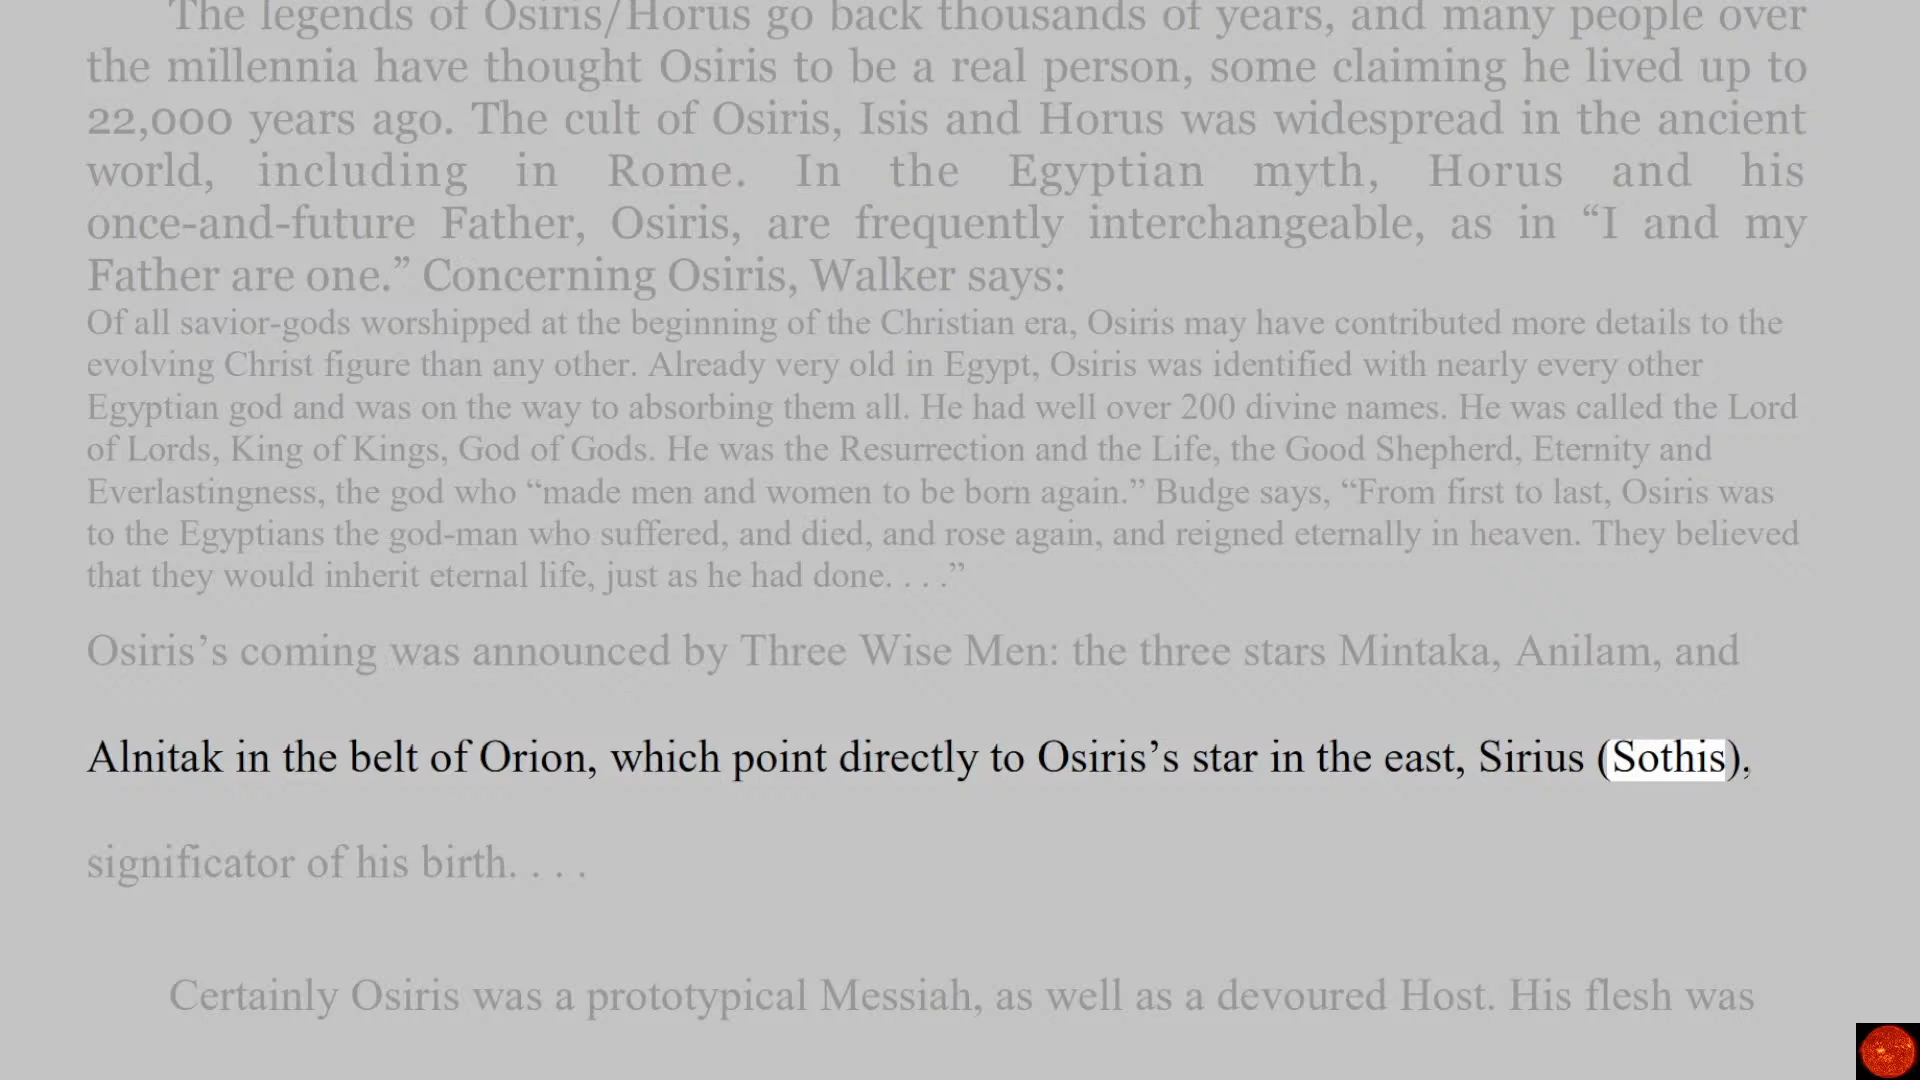 The legends of Osiris/Horus go back thousands of years, and many people over
the millennia have thought Osiris to be a real person, some claiming he lived up to
22,000 years ago. The cult of Osiris, Isis and Horus was widespread in the ancient
world, including in Rome. In the Egyptian myth, Horus and his
once-and-future Father, Osiris, are frequently interchangeable, as in “I and my
Father are one.” Concerning Osiris, Walker says:
Of all savior-gods worshipped at the beginning of the Christian era, Osiris may have contributed more details to the
evolving Christ figure than any other. Already very old in Egypt, Osiris was identified with nearly every other
Egyptian god and was on the way to absorbing them all. He had well over 200 divine names. He was called the Lord
of Lords, King of Kings, God of Gods. He was the Resurrection and the Life, the Good Shepherd, Eternity and
Everlastingness, the god who “made men and women to be born again.” Budge says, “From first to last, Osiris was
to the Egyptians the god-man who suffered, and died, and rose again, and reigned eternally in heaven. They believed
that they would inherit eternal life, just as he had done. . . .”
Osiris’s coming was announced by Three Wise Men: the three stars Mintaka, Anilam, and
Alnitak in the belt of Orion, which point directly to Osiris’s star in the east, Sirius (Sothis),
significator of his birth. . . .
Certainly Osiris was a prototypical Messiah, as well as a devoured Host. His flesh was